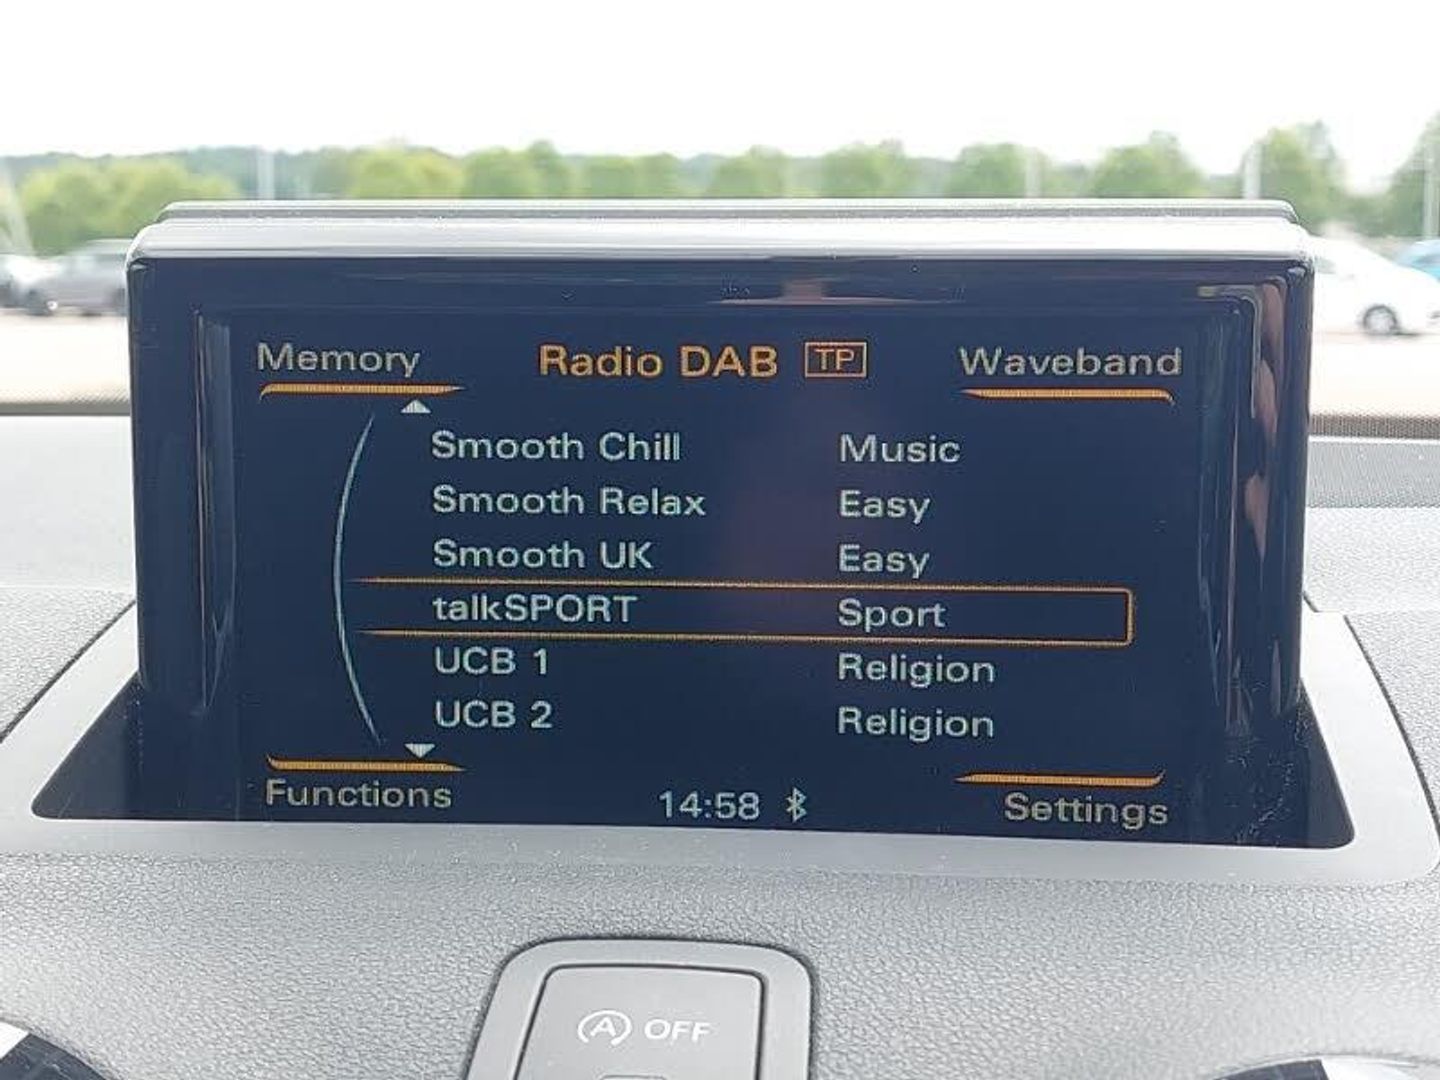 Memory Radio DAB TP Waveband
Smooth Chill Music
Smooth Relax Easy
Smooth UK Easy
talkSPORT Sport
UCB 1 Religion
UCB 2 Religion
Functions 14:58 Settings
A OFF